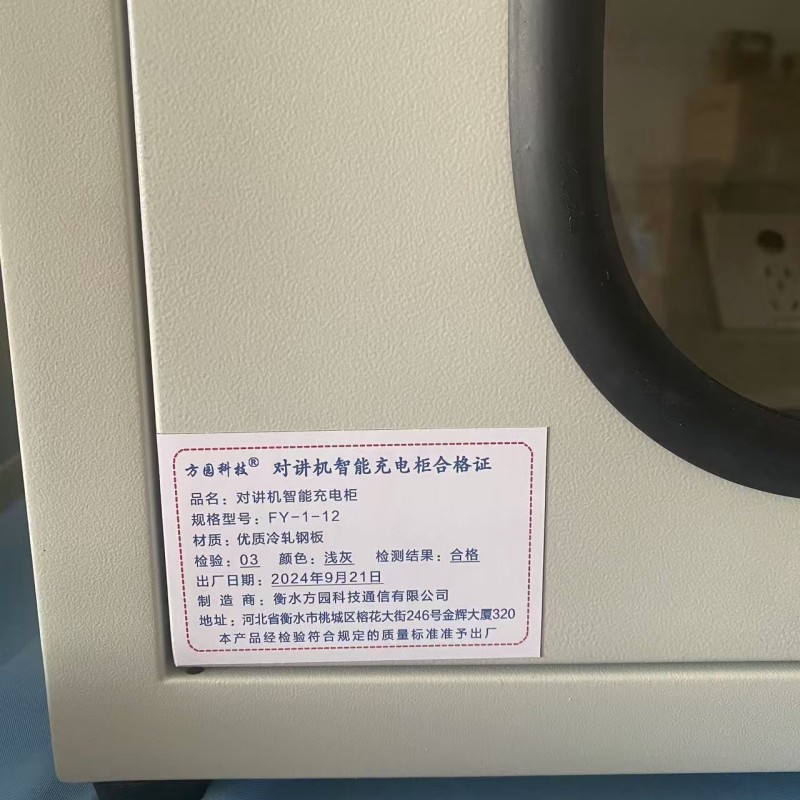 方园科技® 对讲机智能充电柜合格证
品名：对讲机智能充电柜
规格型号：FY-1-12
材质：优质冷轧钢板
检验：03 颜色：浅灰 检测结果：合格
出厂日期：2024年9月21日
制造商：衡水方园科技通信有限公司
地址：河北省衡水市桃城区榕花大街246号金辉大厦320
本产品经检验符合规定的质量标准准予出厂